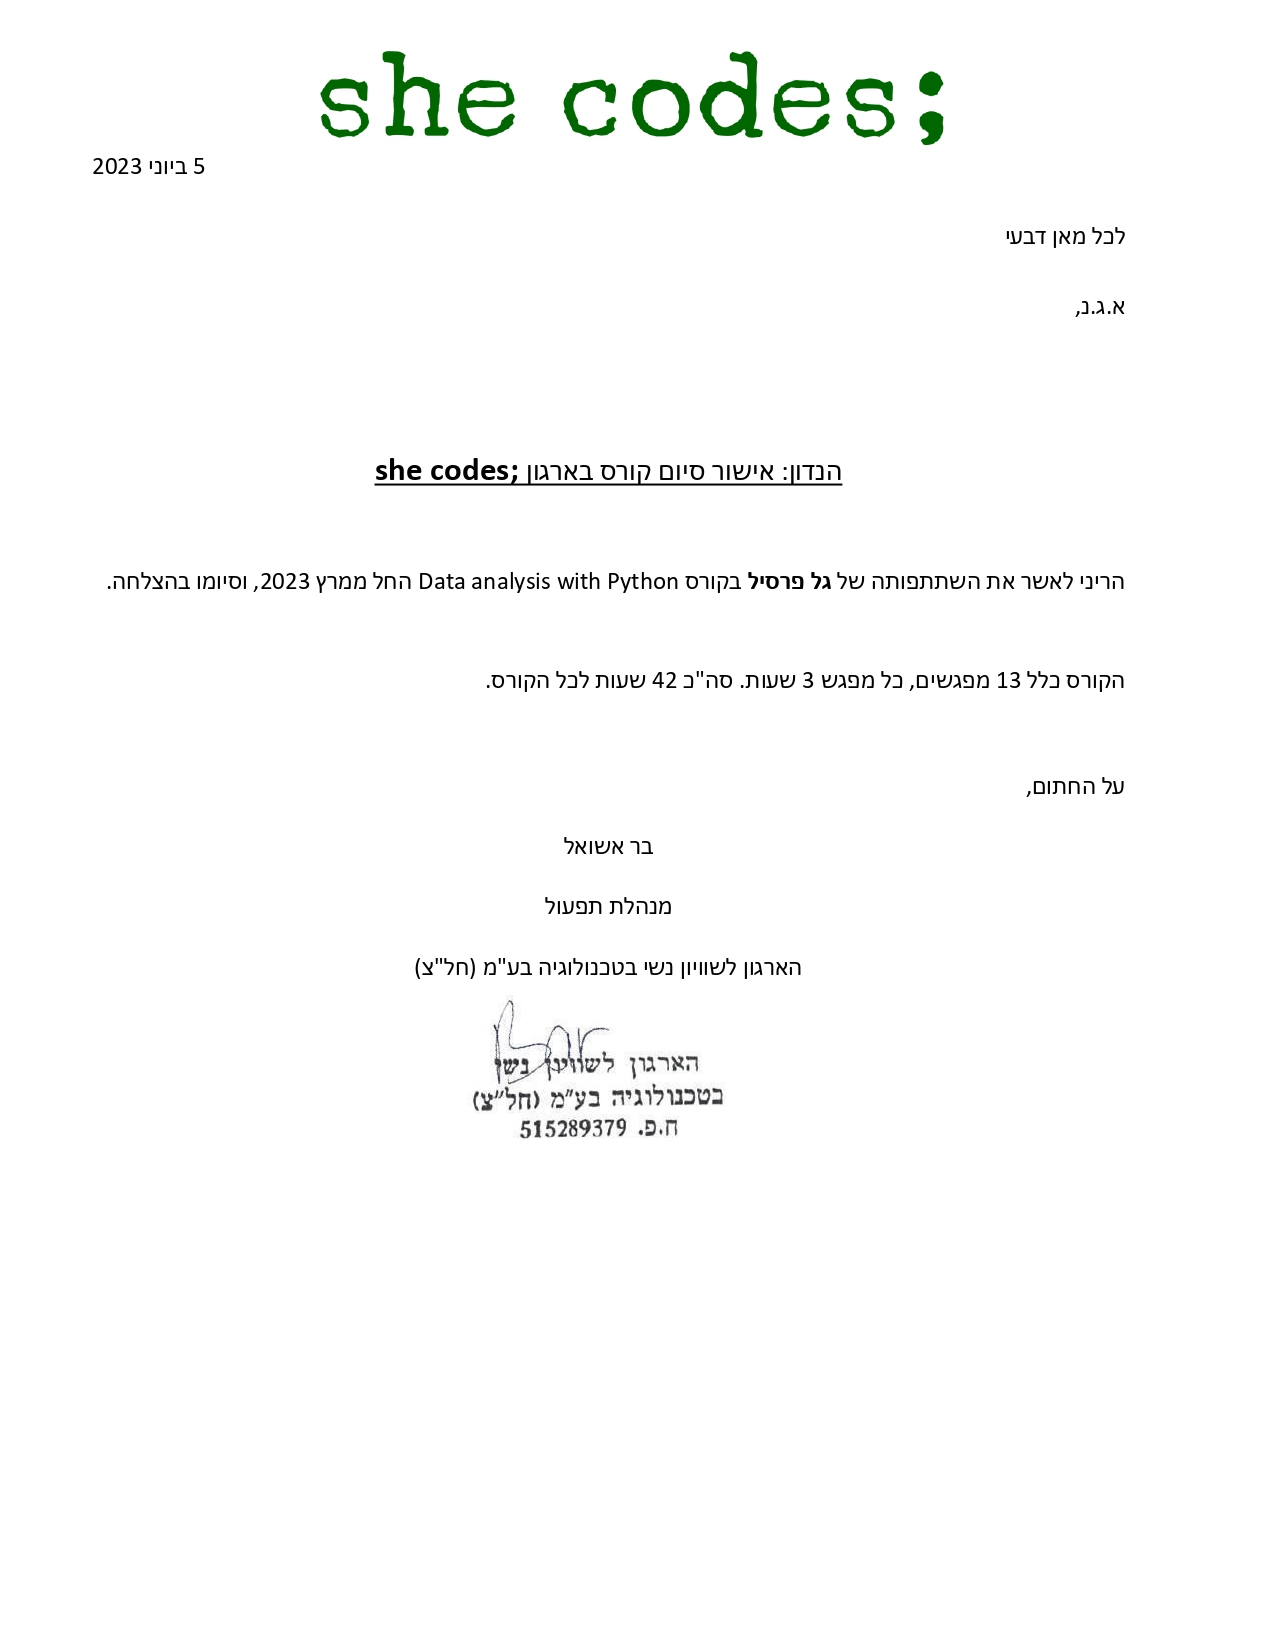 she codes;
5 ביוני 2023
לכל מאן דבעי
א.ג.נ,
הנדון: אישור סיום קורס בארגון she codes;
הריני לאשר את השתתפותה של גל פרסיל בקורס Data analysis with Python החל ממרץ 2023, וסיומו בהצלחה.
הקורס כלל 13 מפגשים, כל מפגש 3 שעות. סה"כ 42 שעות לכל הקורס.
על החתום,
בר אשואל
מנהלת תפעול
הארגון לשוויון נשי בטכנולוגיה בע"מ (חל"צ)
הארגון לשוויון נשי
בטכנולוגיה בע"מ (חל"צ)
ח.פ. 515289379